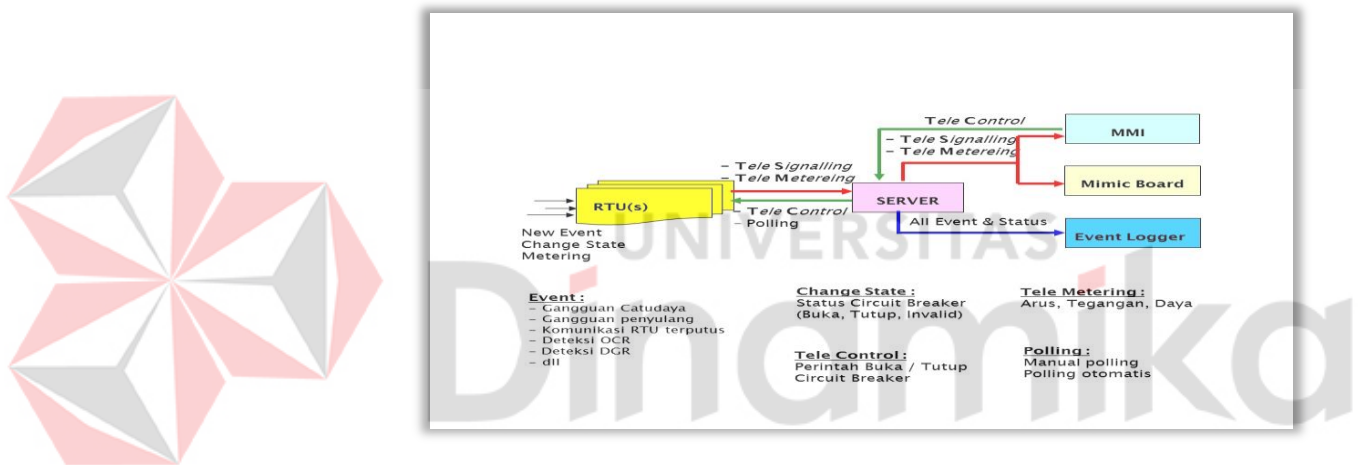 Tele Control
- Tele Signalling
- Tele Metereing
MMI
Mimic Board
- Tele Signalling
- Tele Metereing
RTU(s)
SERVER
- Tele Control
- Polling
All Event & Status
Event Logger
New Event
Change State
Metering
UNIVERSITAS
Dinamika
Event :
- Gangguan Catudaya
- Gangguan penyulang
- Komunikasi RTU terputus
- Deteksi OCR
- Deteksi DGR
- dll
Change State :
Status Circuit Breaker
(Buka, Tutup, Invalid)
Tele Metering :
Arus, Tegangan, Daya
Tele Control :
Perintah Buka / Tutup
Circuit Breaker
Polling :
Manual polling
Polling otomatis